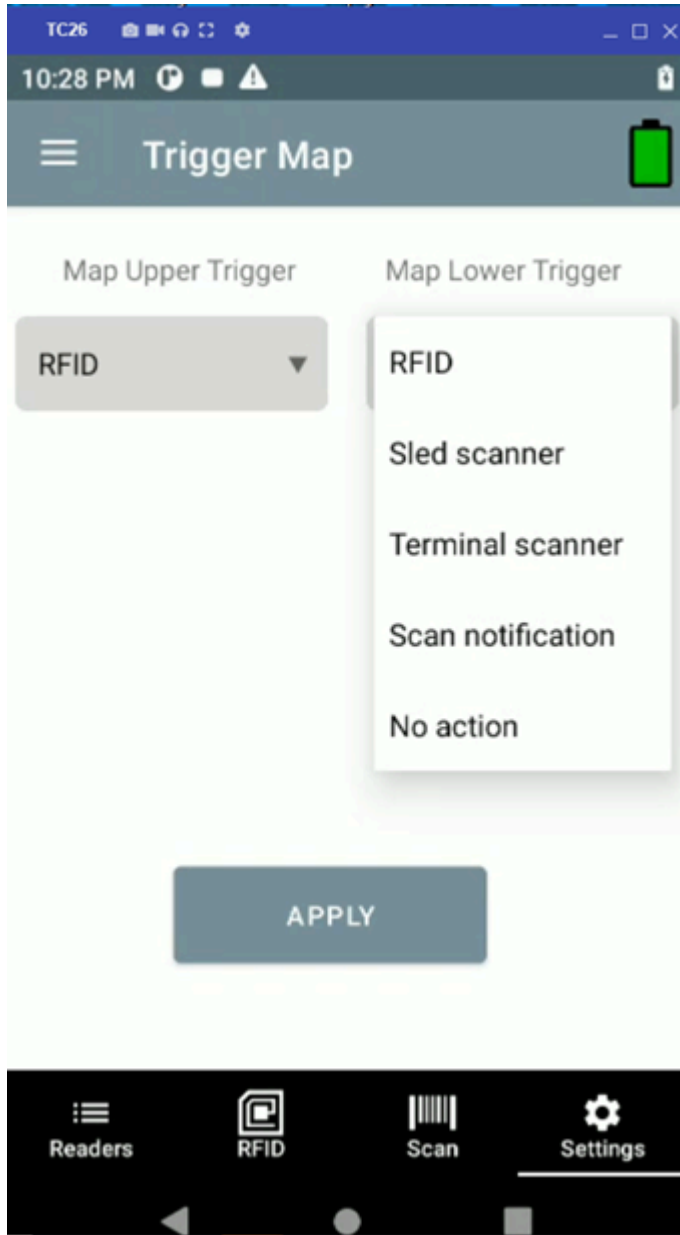 TC26
10:28 PM
Trigger Map
Map Upper Trigger
Map Lower Trigger
RFID
RFID
Sled scanner
Terminal scanner
Scan notification
No action
APPLY
Readers
RFID
Scan
Settings